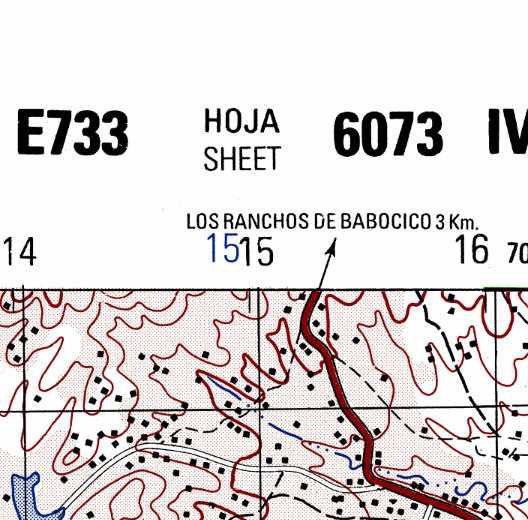 E733 HOJA 6073 IV
SHEET
LOS RANCHOS DE BABOCICO 3 Km.
14 15 15 16 70